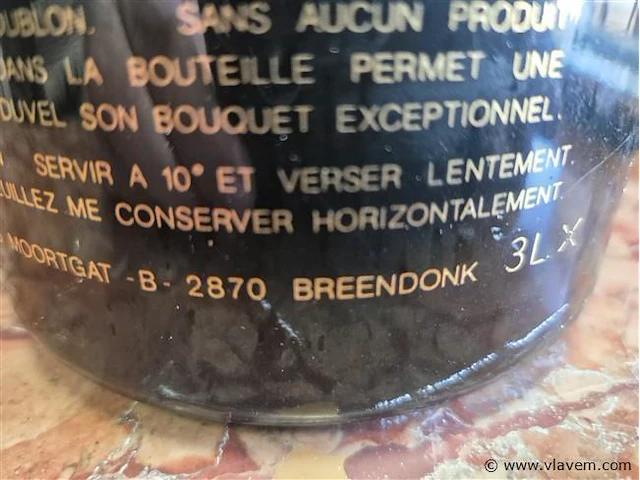 OUBLON. SANS AUCUN PRODUIT
DANS LA BOUTEILLE PERMET UNE
DUVEL SON BOUQUET EXCEPTIONNEL.
SERVIR A 10° ET VERSER LENTEMENT.
UILLEZ ME CONSERVER HORIZONTALEMENT.
MOORTGAT -B- 2870 BREENDONK 3L X
© www.vlavem.com